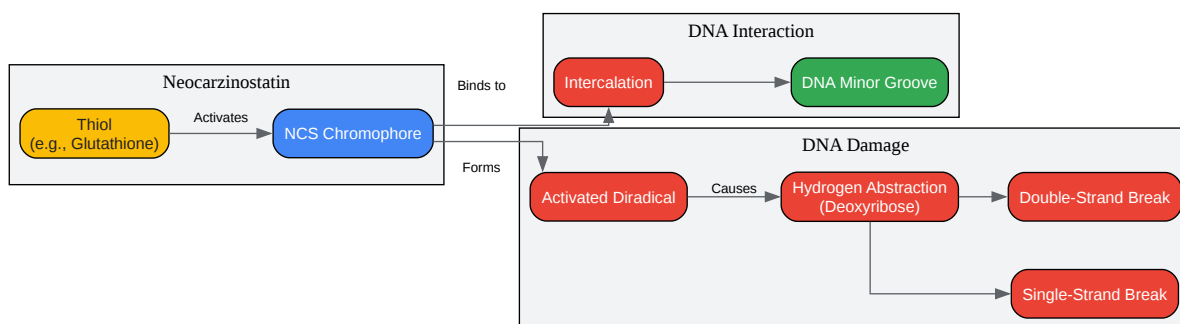 DNA Interaction
Intercalation
DNA Minor Groove
Neocarzinostatin
Binds to
Thiol
(e.g., Glutathione)
Activates
NCS Chromophore
Forms
DNA Damage
Activated Diradical
Causes
Hydrogen Abstraction
(Deoxyribose)
Double-Strand Break
Single-Strand Break